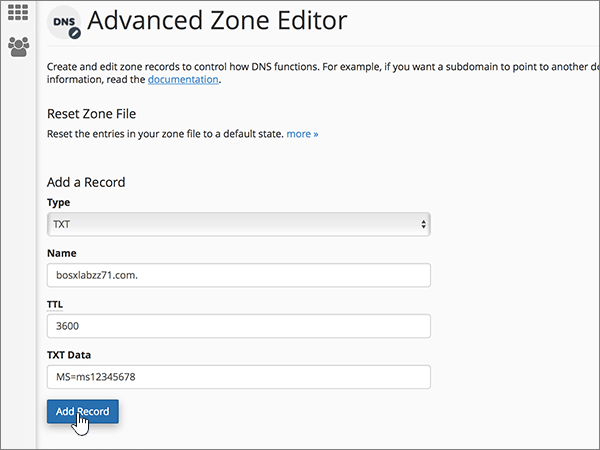 DNS
Advanced Zone Editor
Create and edit zone records to control how DNS functions. For example, if you want a subdomain to point to another do
information, read the documentation.
Reset Zone File
Reset the entries in your zone file to a default state. more »
Add a Record
Type
TXT
Name
bosxlabzz71.com.
TTL
3600
TXT Data
MS=ms12345678
Add Record